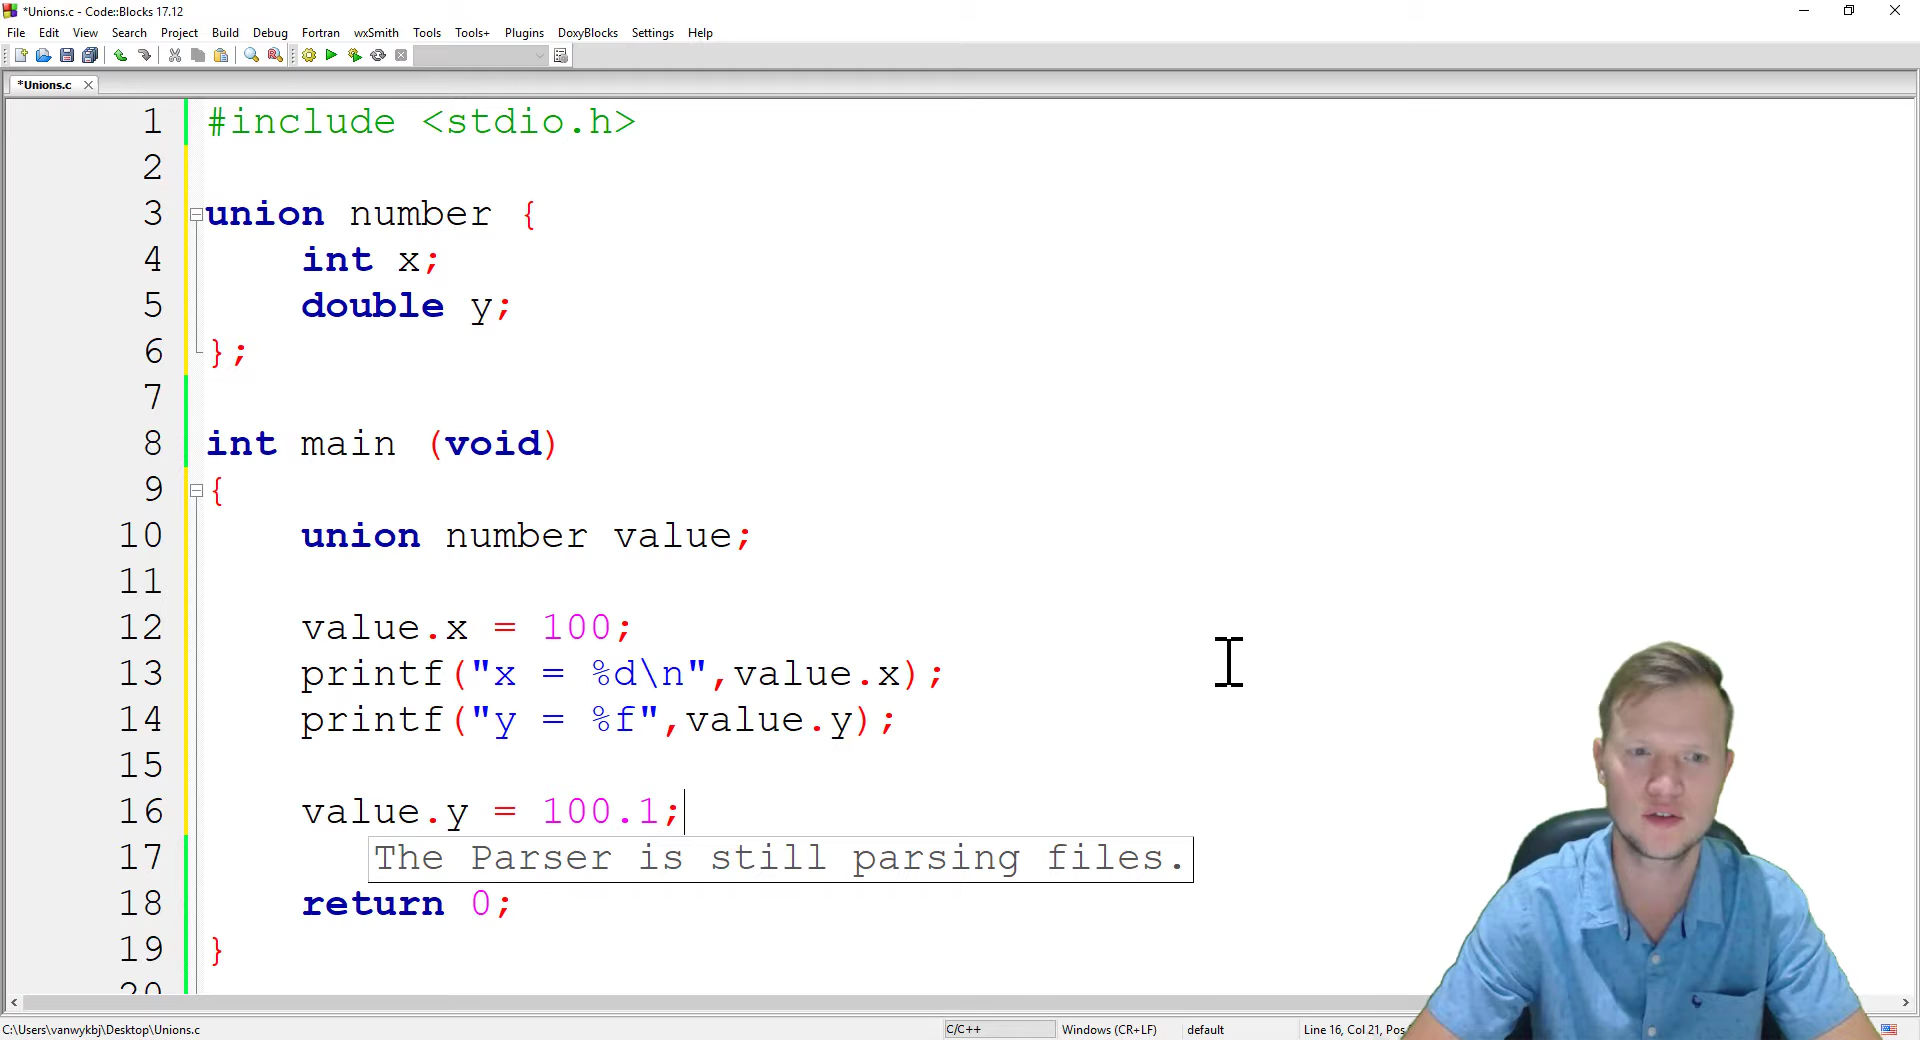 *Unions.c - Code::Blocks 17.12
File Edit View Search Project Build Debug Fortran wxSmith Tools Tools+ Plugins DoxyBlocks Settings Help
*Unions.c
1 #include <stdio.h>
2
3 union number {
4 int x;
5 double y;
6 };
7
8 int main (void)
9 {
10 union number value;
11
12 value.x = 100;
13 printf("x = %d\n",value.x);
14 printf("y = %f",value.y);
15
16 value.y = 100.1;
17 The Parser is still parsing files.
18 return 0;
19 }
20
C:\Users\vanwykbj\Desktop\Unions.c C/C++ Windows (CR+LF) default Line 16, Col 21, Pos